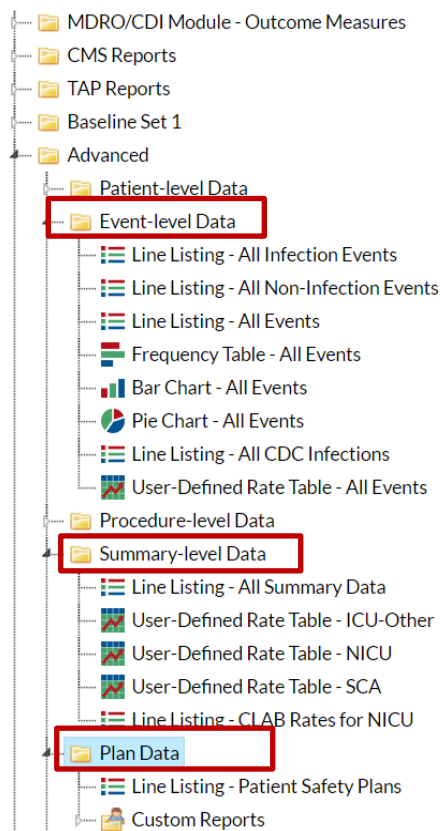 MDRO/CDI Module - Outcome Measures
CMS Reports
TAP Reports
Baseline Set 1
Advanced
Patient-level Data
Event-level Data
Line Listing - All Infection Events
Line Listing - All Non-Infection Events
Line Listing - All Events
Frequency Table - All Events
Bar Chart - All Events
Pie Chart - All Events
Line Listing - All CDC Infections
User-Defined Rate Table - All Events
Procedure-level Data
Summary-level Data
Line Listing - All Summary Data
User-Defined Rate Table - ICU-Other
User-Defined Rate Table - NICU
User-Defined Rate Table - SCA
Line Listing - CLAB Rates for NICU
Plan Data
Line Listing - Patient Safety Plans
Custom Reports